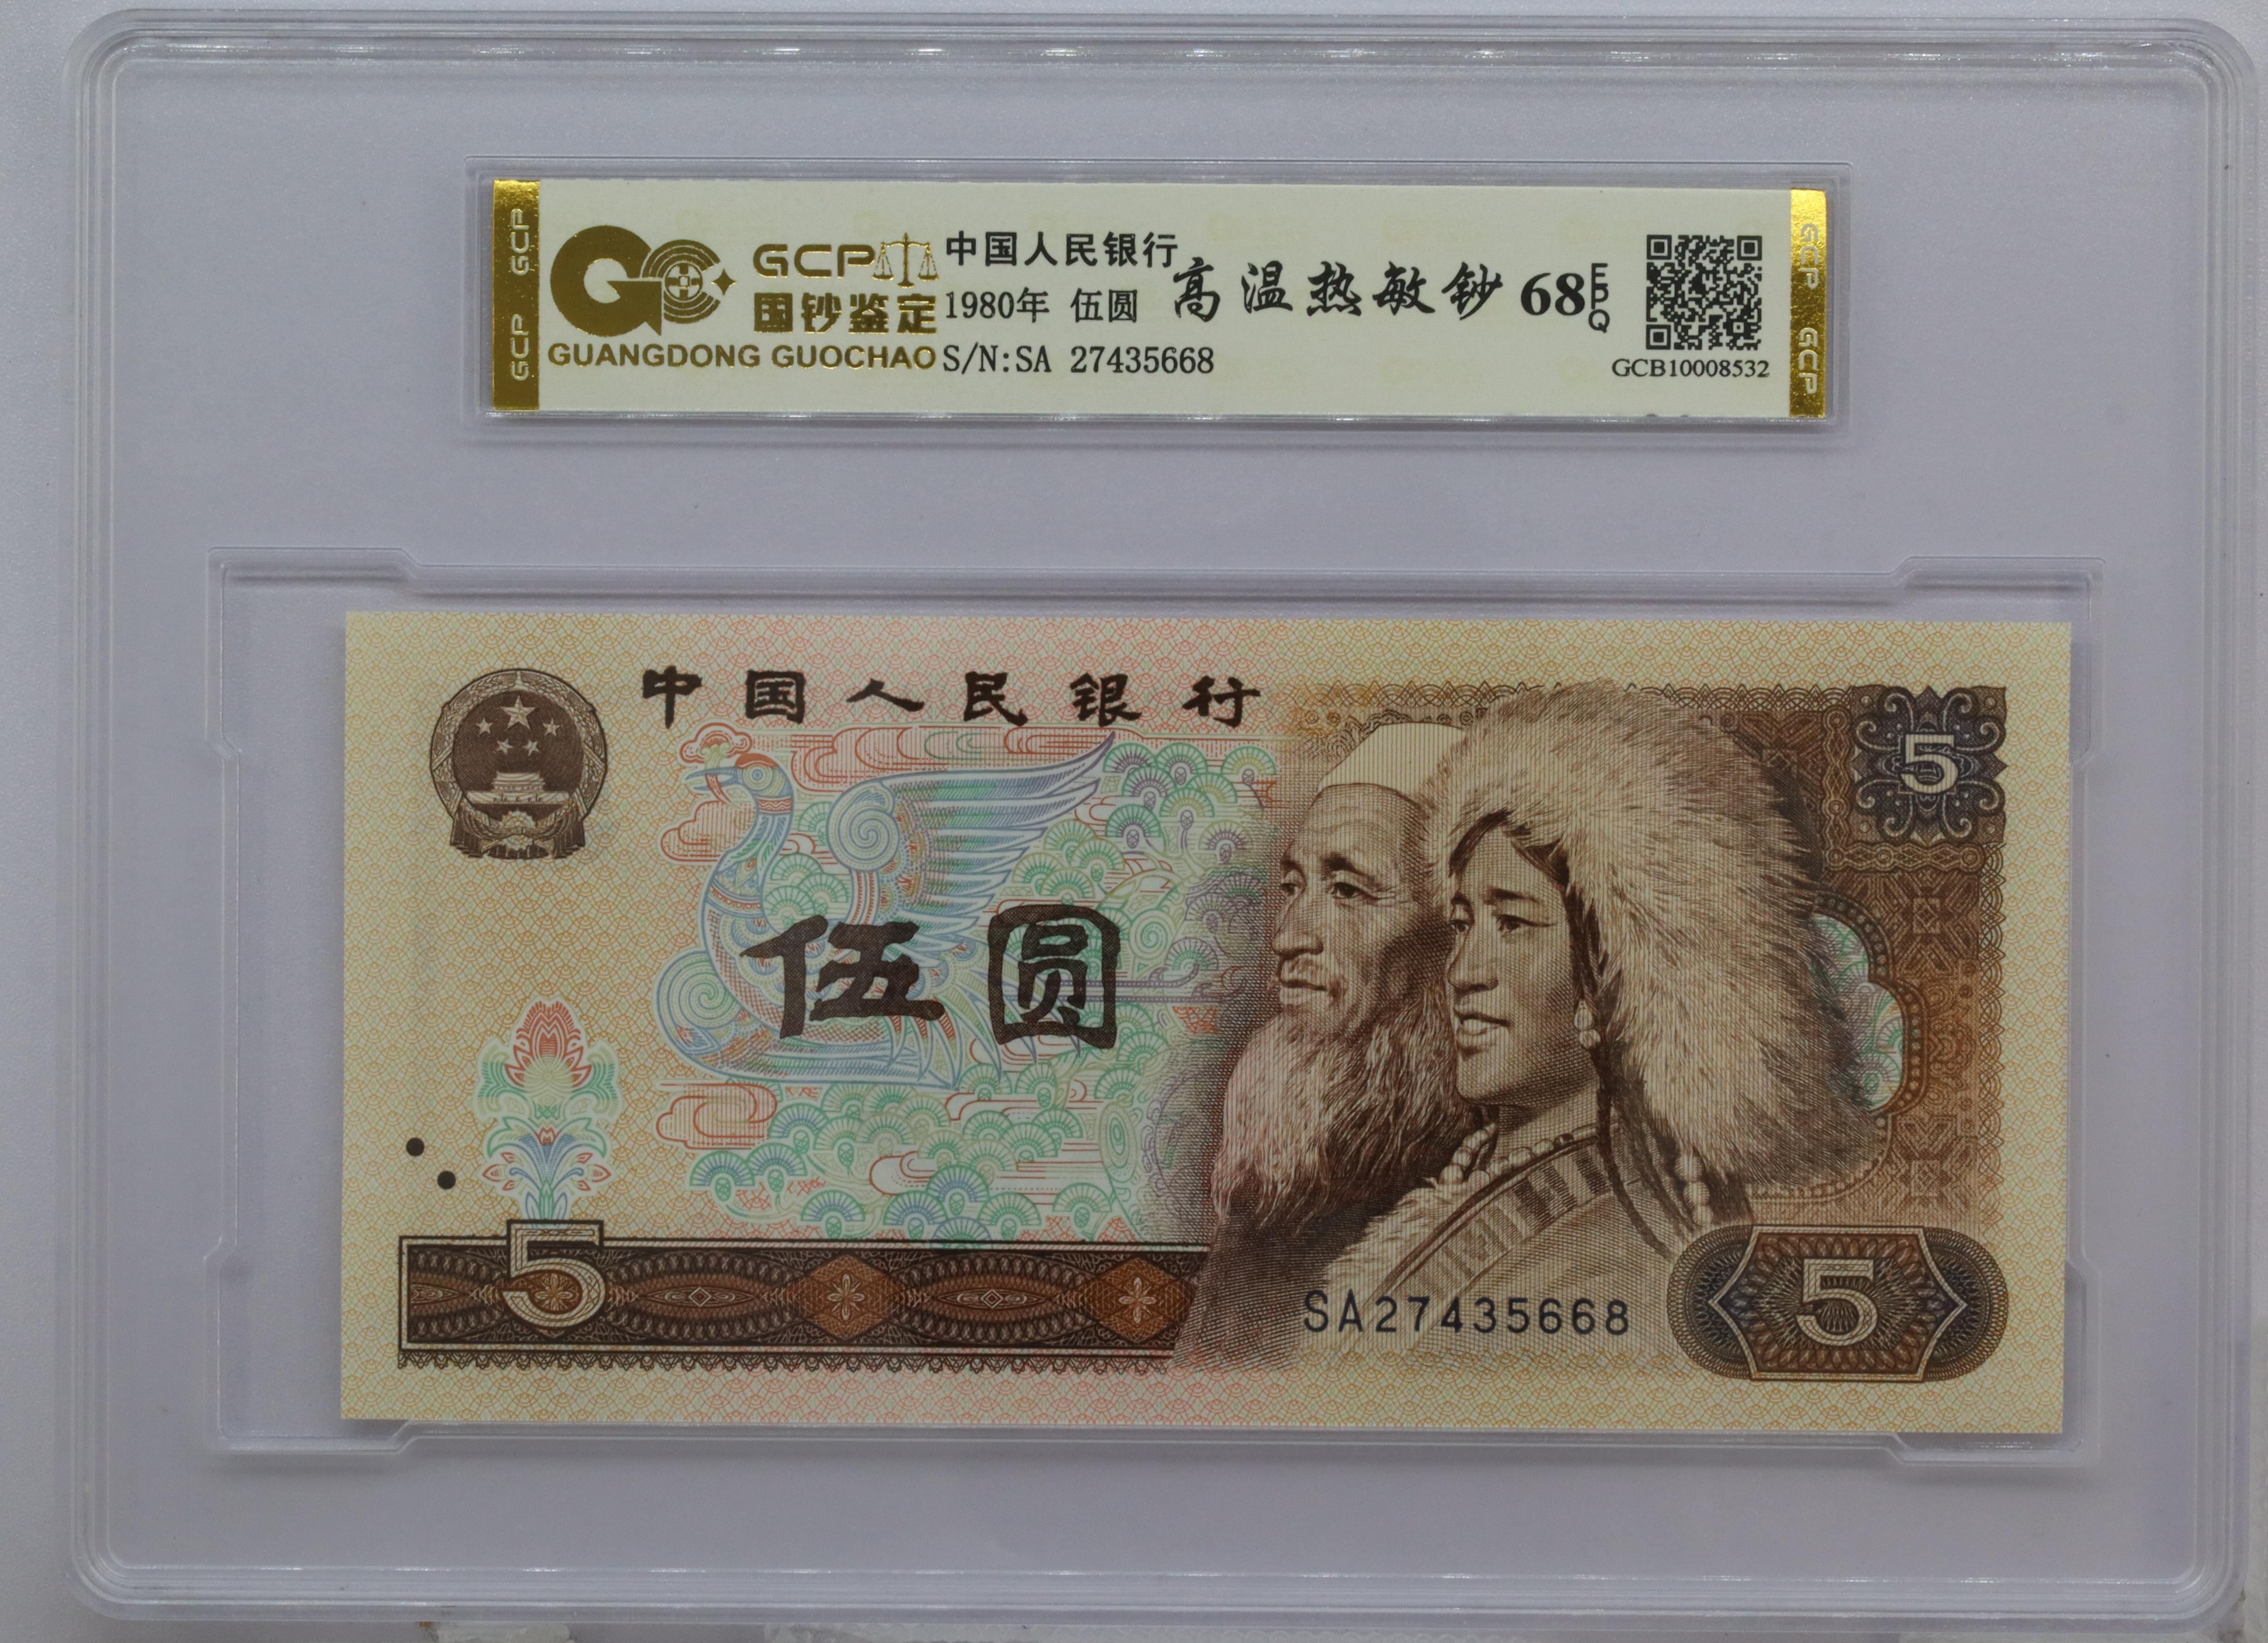 GCP GCP
GCP
国钞鉴定
GUANGDONG GUOCHAO
中国人民银行
1980年 伍圆
S/N:SA 27435668
高温热敏钞
68 EPQ
GCB10008532
GCP GCP
中国人民银行
5
伍圆
5
SA27435668
5